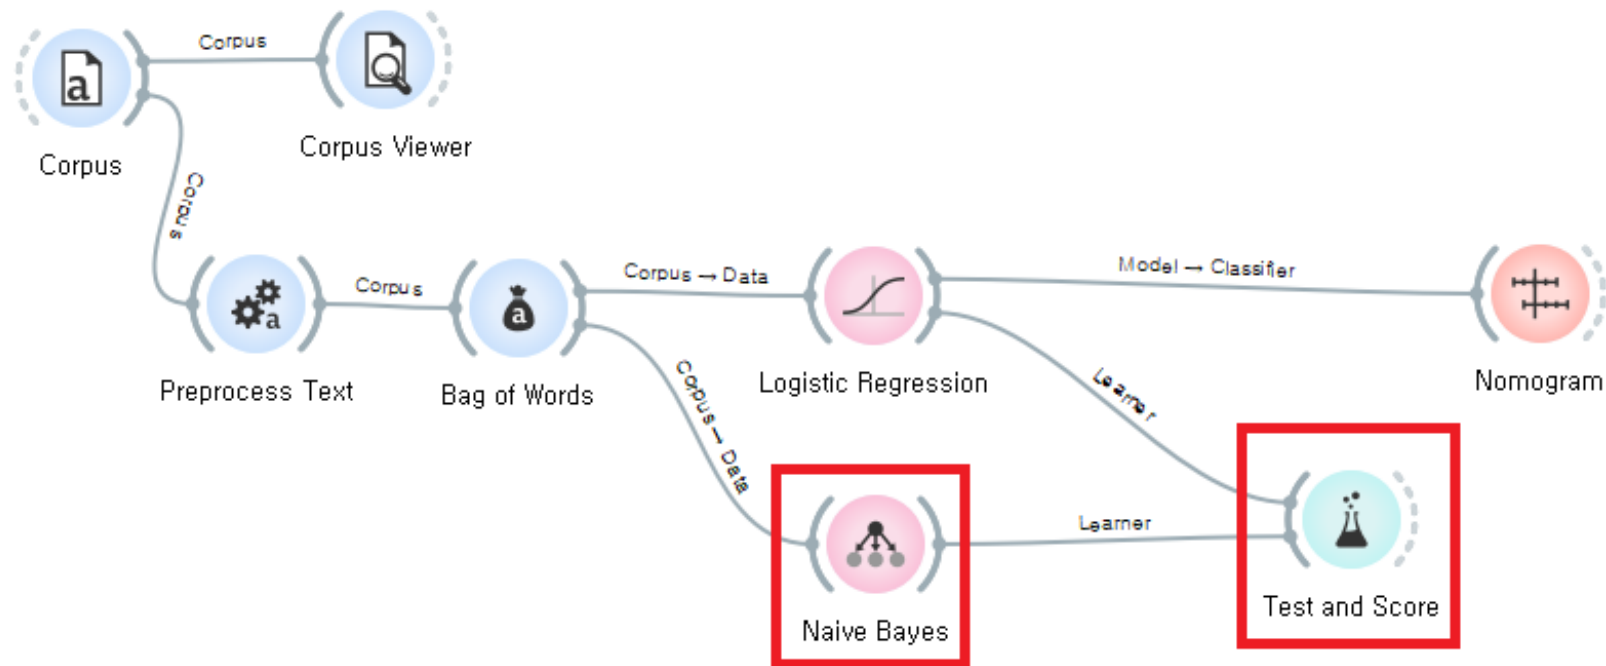 Corpus
Corpus Viewer
Corpus
Corpus
Preprocess Text
Corpus
Bag of Words
Corpus → Data
Logistic Regression
Model → Classifier
Nomogram
Corpus → Data
Learner
Naive Bayes
Learner
Test and Score
a
a
a